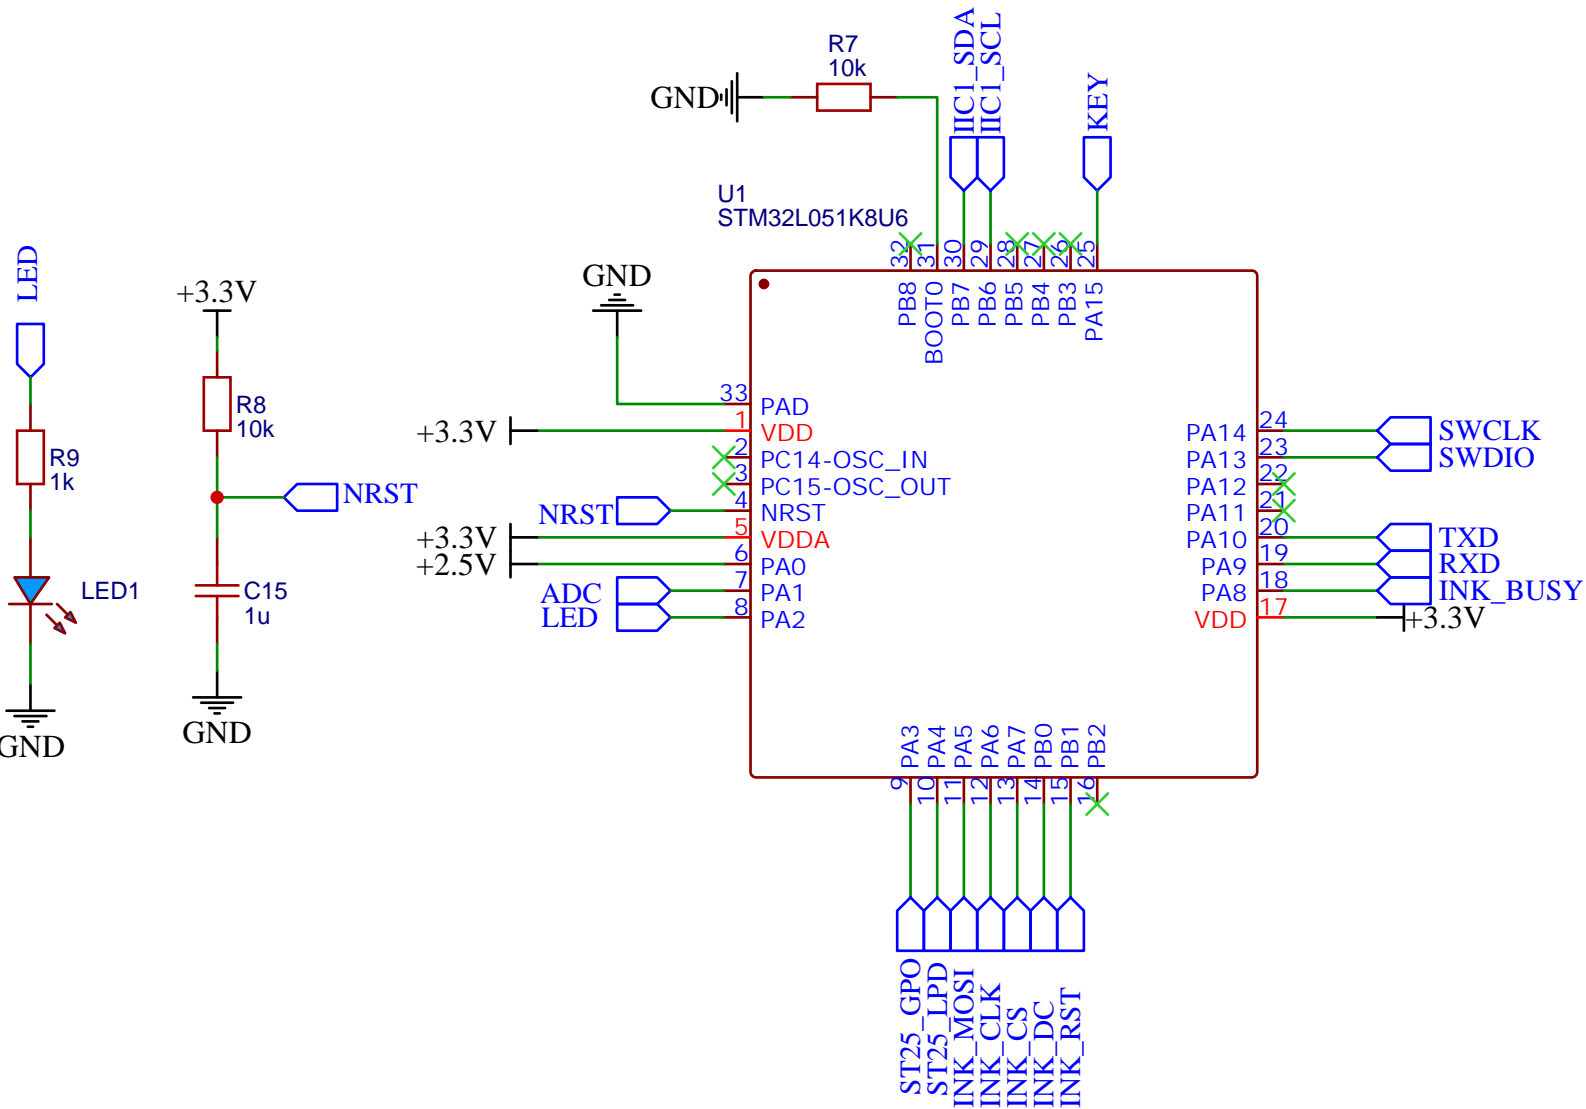 R7
10k
GND
IIC1_SDA
IIC1_SCL
KEY
U1
STM32L051K8U6
32
31
30
29
28
27
26
25
PB8
BOOT0
PB7
PB6
PB5
PB4
PB3
PA15
LED
R9
1k
LED1
GND
+3.3V
R8
10k
NRST
C15
1u
GND
GND
33
PAD
+3.3V
1
VDD
2
PC14-OSC_IN
3
PC15-OSC_OUT
NRST
4
NRST
+3.3V
5
VDDA
+2.5V
6
PA0
ADC
7
PA1
LED
8
PA2
PA14
24
SWCLK
PA13
23
SWDIO
PA12
22
PA11
21
PA10
20
TXD
PA9
19
RXD
PA8
18
INK_BUSY
VDD
17
+3.3V
PA3
PA4
PA5
PA6
PA7
PB0
PB1
PB2
9
10
11
12
13
14
15
16
ST25_GPO
ST25_LPD
INK_MOSI
INK_CLK
INK_CS
INK_DC
INK_RST